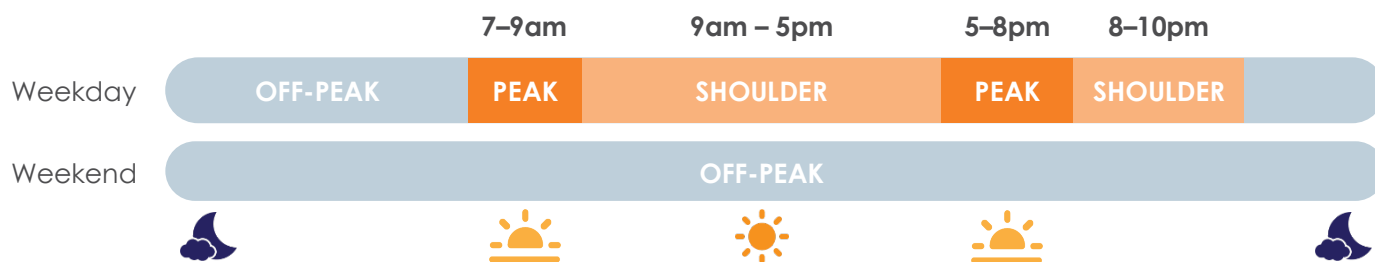 7–9am 9am – 5pm 5–8pm 8–10pm
Weekday OFF-PEAK PEAK SHOULDER PEAK SHOULDER
Weekend OFF-PEAK